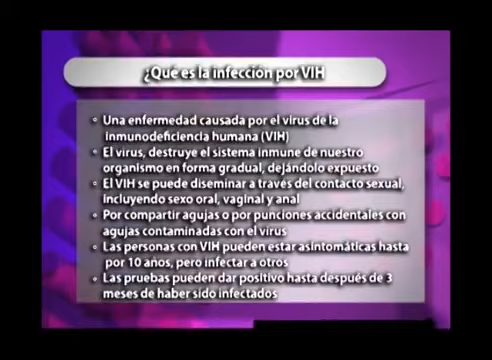 ¿Qué es la infección por VIH
◦ Una enfermedad causada por el virus de la
inmunodeficiencia humana (VIH)
◦ El virus, destruye el sistema inmune de nuestro
organismo en forma gradual, dejándolo expuesto
◦ El VIH se puede diseminar a través del contacto sexual,
incluyendo sexo oral, vaginal y anal
◦ Por compartir agujas o por punciones accidentales con
agujas contaminadas con el virus
◦ Las personas con VIH pueden estar asintomáticas hasta
por 10 años, pero infectar a otros
◦ Las pruebas pueden dar positivo hasta después de 3
meses de haber sido infectados